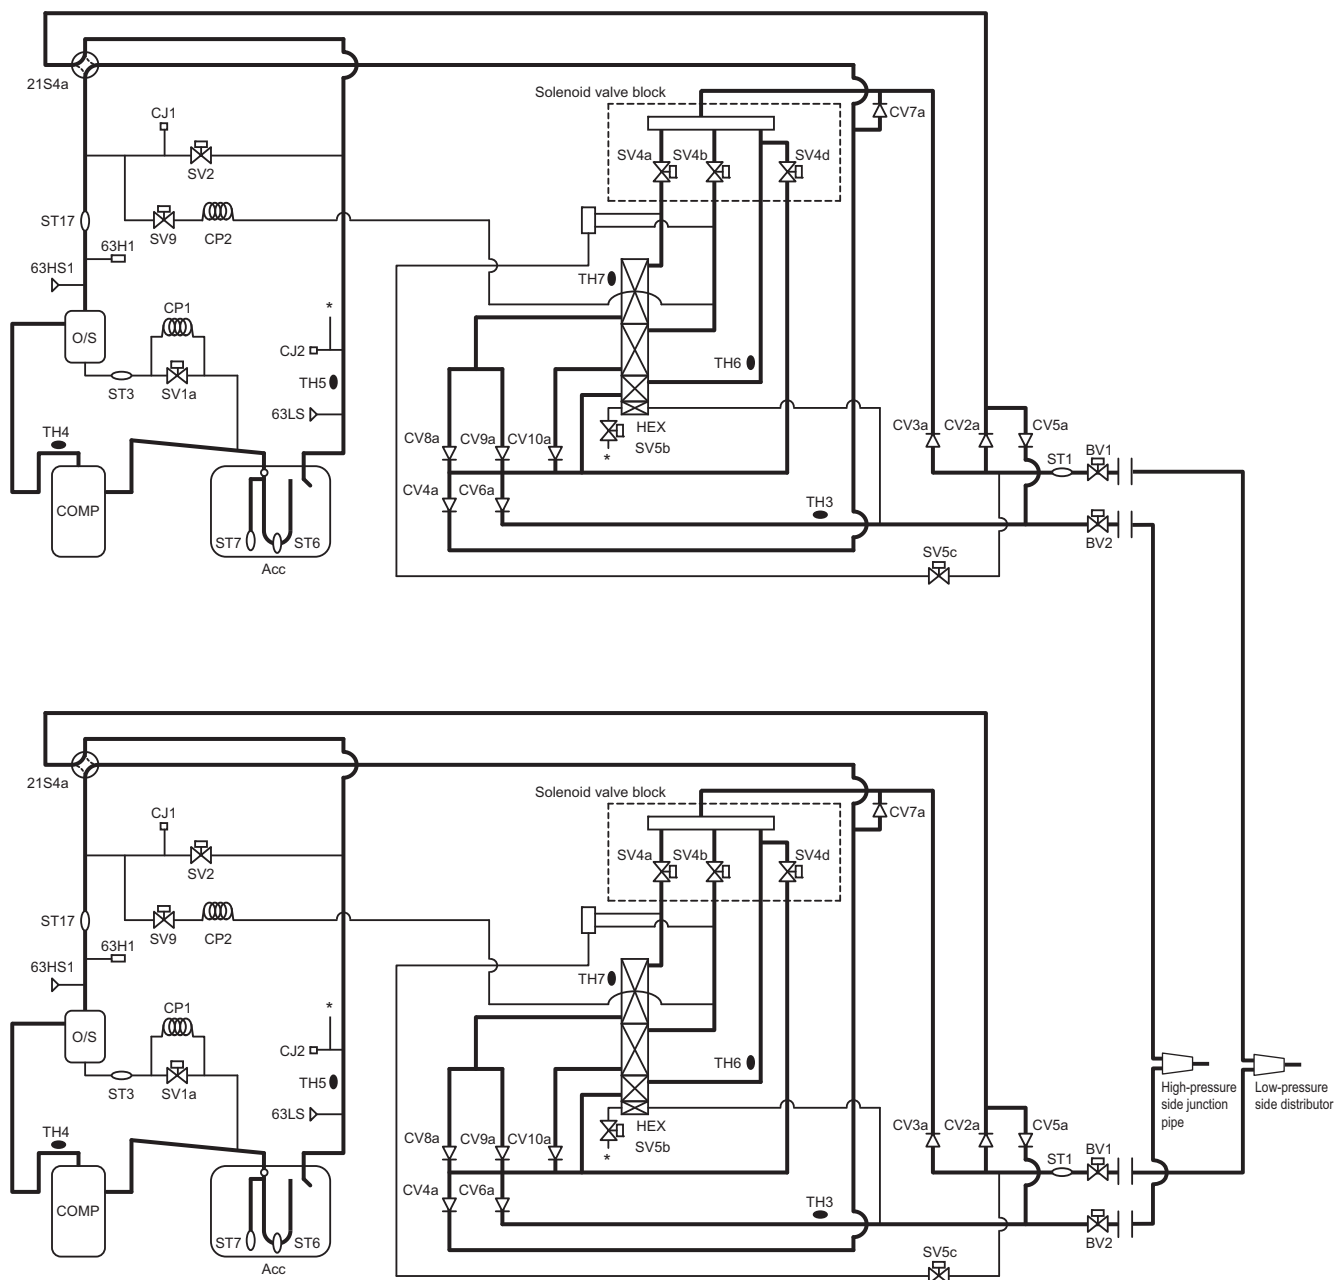 21S4a
CJ1
Solenoid valve block
CV7a
SV4a
SV4b
SV4d
SV2
ST17
SV9
CP2
63H1
63HS1
TH7
*
CP1
O/S
CJ2
TH6
TH5
ST3
SV1a
63LS
HEX
SV5b
*
CV3a
CV2a
CV5a
TH4
CV8a
CV9a
CV10a
ST1
BV1
COMP
CV4a
CV6a
TH3
ST7
ST6
BV2
SV5c
Acc
21S4a
CJ1
Solenoid valve block
CV7a
SV4a
SV4b
SV4d
SV2
ST17
SV9
CP2
63H1
63HS1
TH7
*
CP1
O/S
CJ2
TH6
TH5
ST3
SV1a
High-pressure
side junction
pipe
Low-pressure
side distributor
63LS
HEX
SV5b
*
CV3a
CV2a
CV5a
TH4
CV8a
CV9a
CV10a
ST1
BV1
COMP
CV4a
CV6a
TH3
ST7
ST6
BV2
SV5c
Acc